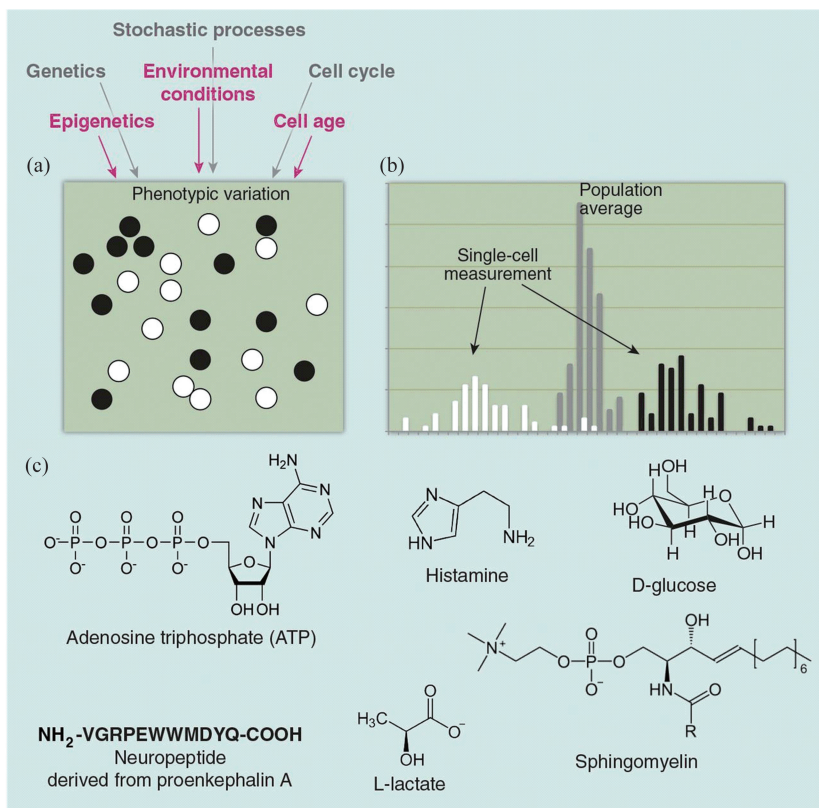 Stochastic processes
Genetics
Environmental
conditions
Cell cycle
Epigenetics
Cell age
(a)
Phenotypic variation
(b)
Population
average
Single-cell
measurement
(c)
H₂N
N
N
N
N
O
O
O
O⁻
P
O
P
O
P
O
O⁻
O⁻
O⁻
O
OH OH
Adenosine triphosphate (ATP)
N
HN
NH₂
Histamine
H
OH
H
O
HO
HO
H
H
H
OH
OH
D-glucose
N⁺
O
O
P
O
O⁻
OH
HN
O
R
6
Sphingomyelin
NH₂-VGRPEWWMDYQ-COOH
Neuropeptide
derived from proenkephalin A
O
H₃C
O⁻
OH
L-lactate